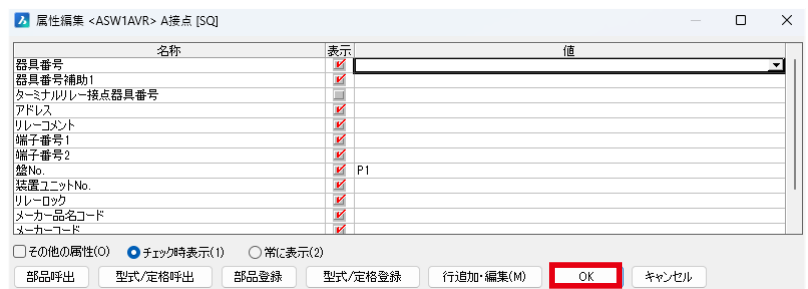 属性編集 <ASW1AVR> A接点 [SQ]
名称 表示 値
器具番号
器具番号補助1
ターミナルリレー接点器具番号
アドレス
リレーコメント
端子番号1
端子番号2
盤No. P1
装置ユニットNo.
リレーロック
メーカー品名コード
メーカーコード
その他の属性(O) チェック時表示(1) 常に表示(2)
部品呼出 型式/定格呼出 部品登録 型式/定格登録 行追加・編集(M) OK キャンセル